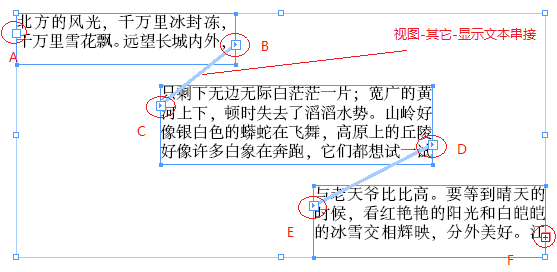 北方的风光，千万里冰封冻，
千万里雪花飘。远望长城内外，
A
B
视图-其它-显示文本串接
只剩下无边无际白茫茫一片；宽广的黄
河上下，顿时失去了滔滔水势。山岭好
像银白色的蟒蛇在飞舞，高原上的丘陵
好像许多白象在奔跑，它们都想试一试
C
D
与老天爷比比高。要等到晴天的
时候，看红艳艳的阳光和白皑皑
的冰雪交相辉映，分外美好。江
E
F